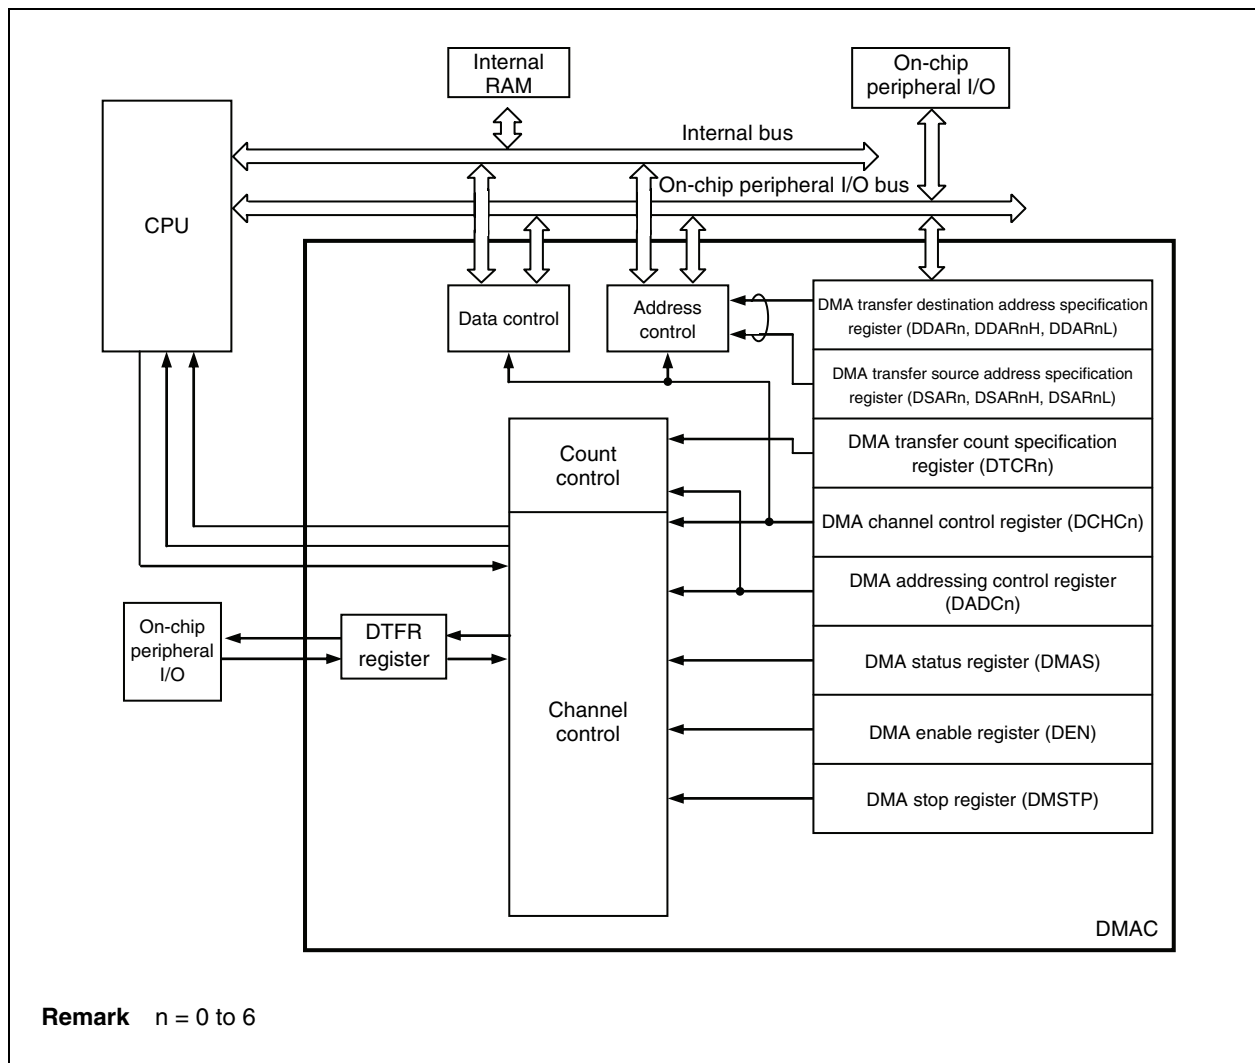 Internal
RAM
On-chip
peripheral I/O
Internal bus
On-chip peripheral I/O bus
CPU
Data control
Address
control
DMA transfer destination address specification
register (DDARn, DDARnH, DDARnL)
DMA transfer source address specification
register (DSARn, DSARnH, DSARnL)
Count
control
DMA transfer count specification
register (DTCRn)
DMA channel control register (DCHCn)
DMA addressing control register
(DADCn)
On-chip
peripheral
I/O
DTFR
register
DMA status register (DMAS)
Channel
control
DMA enable register (DEN)
DMA stop register (DMSTP)
DMAC
Remark n = 0 to 6